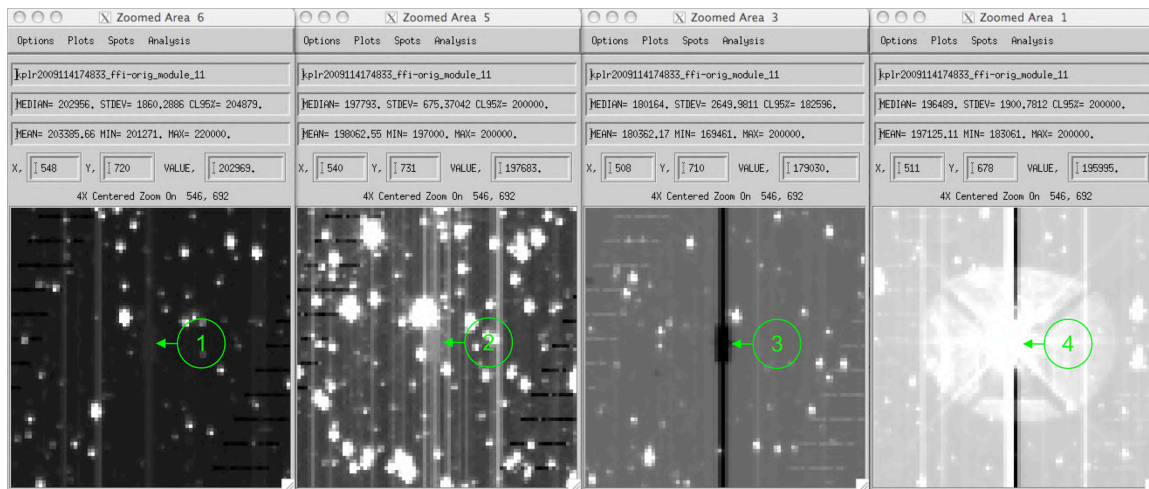 Zoomed Area 6
Options Plots Spots Analysis
kplr2009114174833_ffi-orig_module_11
MEDIAN= 202956. STDEV= 1860.2886 CL95%= 204879.
MEAN= 203385.66 MIN= 201271. MAX= 220000.
X, 548 Y, 720 VALUE, 202969.
4X Centered Zoom On 546, 692
1
Zoomed Area 5
Options Plots Spots Analysis
kplr2009114174833_ffi-orig_module_11
MEDIAN= 197793. STDEV= 675.37042 CL95%= 200000.
MEAN= 198062.55 MIN= 197000. MAX= 200000.
X, 540 Y, 731 VALUE, 197683.
4X Centered Zoom On 546, 692
2
Zoomed Area 3
Options Plots Spots Analysis
kplr2009114174833_ffi-orig_module_11
MEDIAN= 180164. STDEV= 2649.9811 CL95%= 182596.
MEAN= 180362.17 MIN= 169461. MAX= 200000.
X, 508 Y, 710 VALUE, 179030.
4X Centered Zoom On 546, 692
3
Zoomed Area 1
Options Plots Spots Analysis
kplr2009114174833_ffi-orig_module_11
MEDIAN= 196489. STDEV= 1900.7812 CL95%= 200000.
MEAN= 197125.11 MIN= 183061. MAX= 200000.
X, 511 Y, 678 VALUE, 195995.
4X Centered Zoom On 546, 692
4